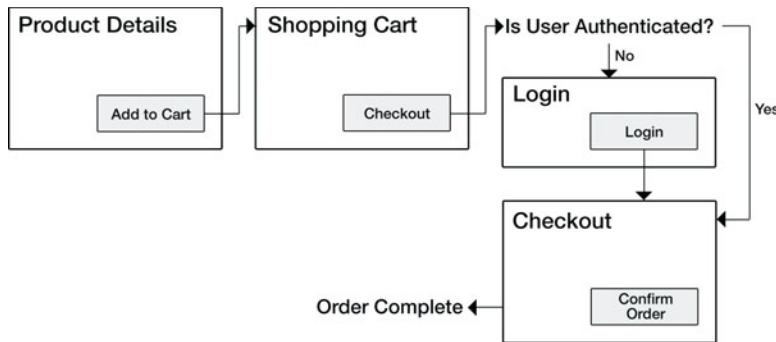 Product Details
Add to Cart
Shopping Cart
Checkout
Is User Authenticated?
No
Yes
Login
Login
Checkout
Confirm
Order
Order Complete